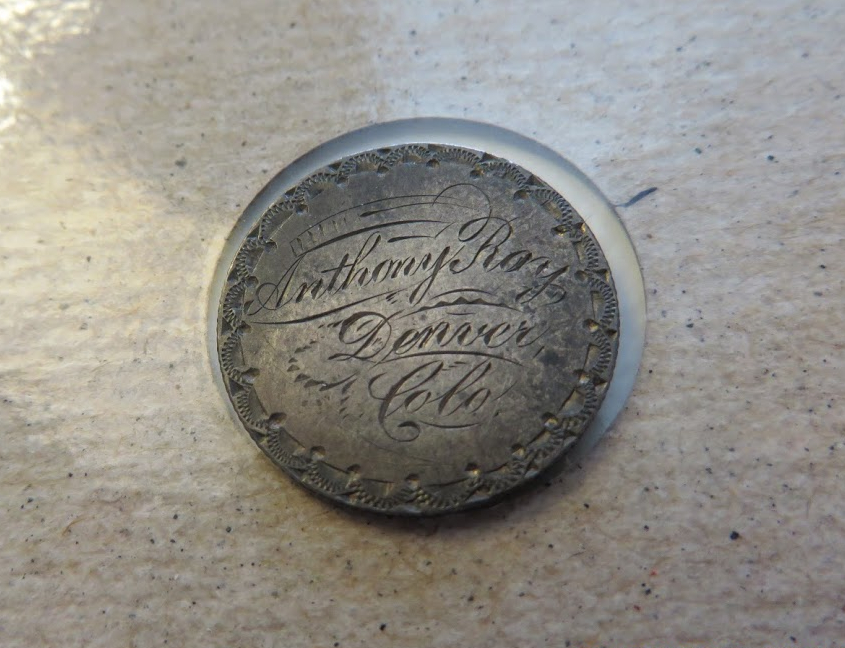 Anthony Roy
Denver,
Colo.